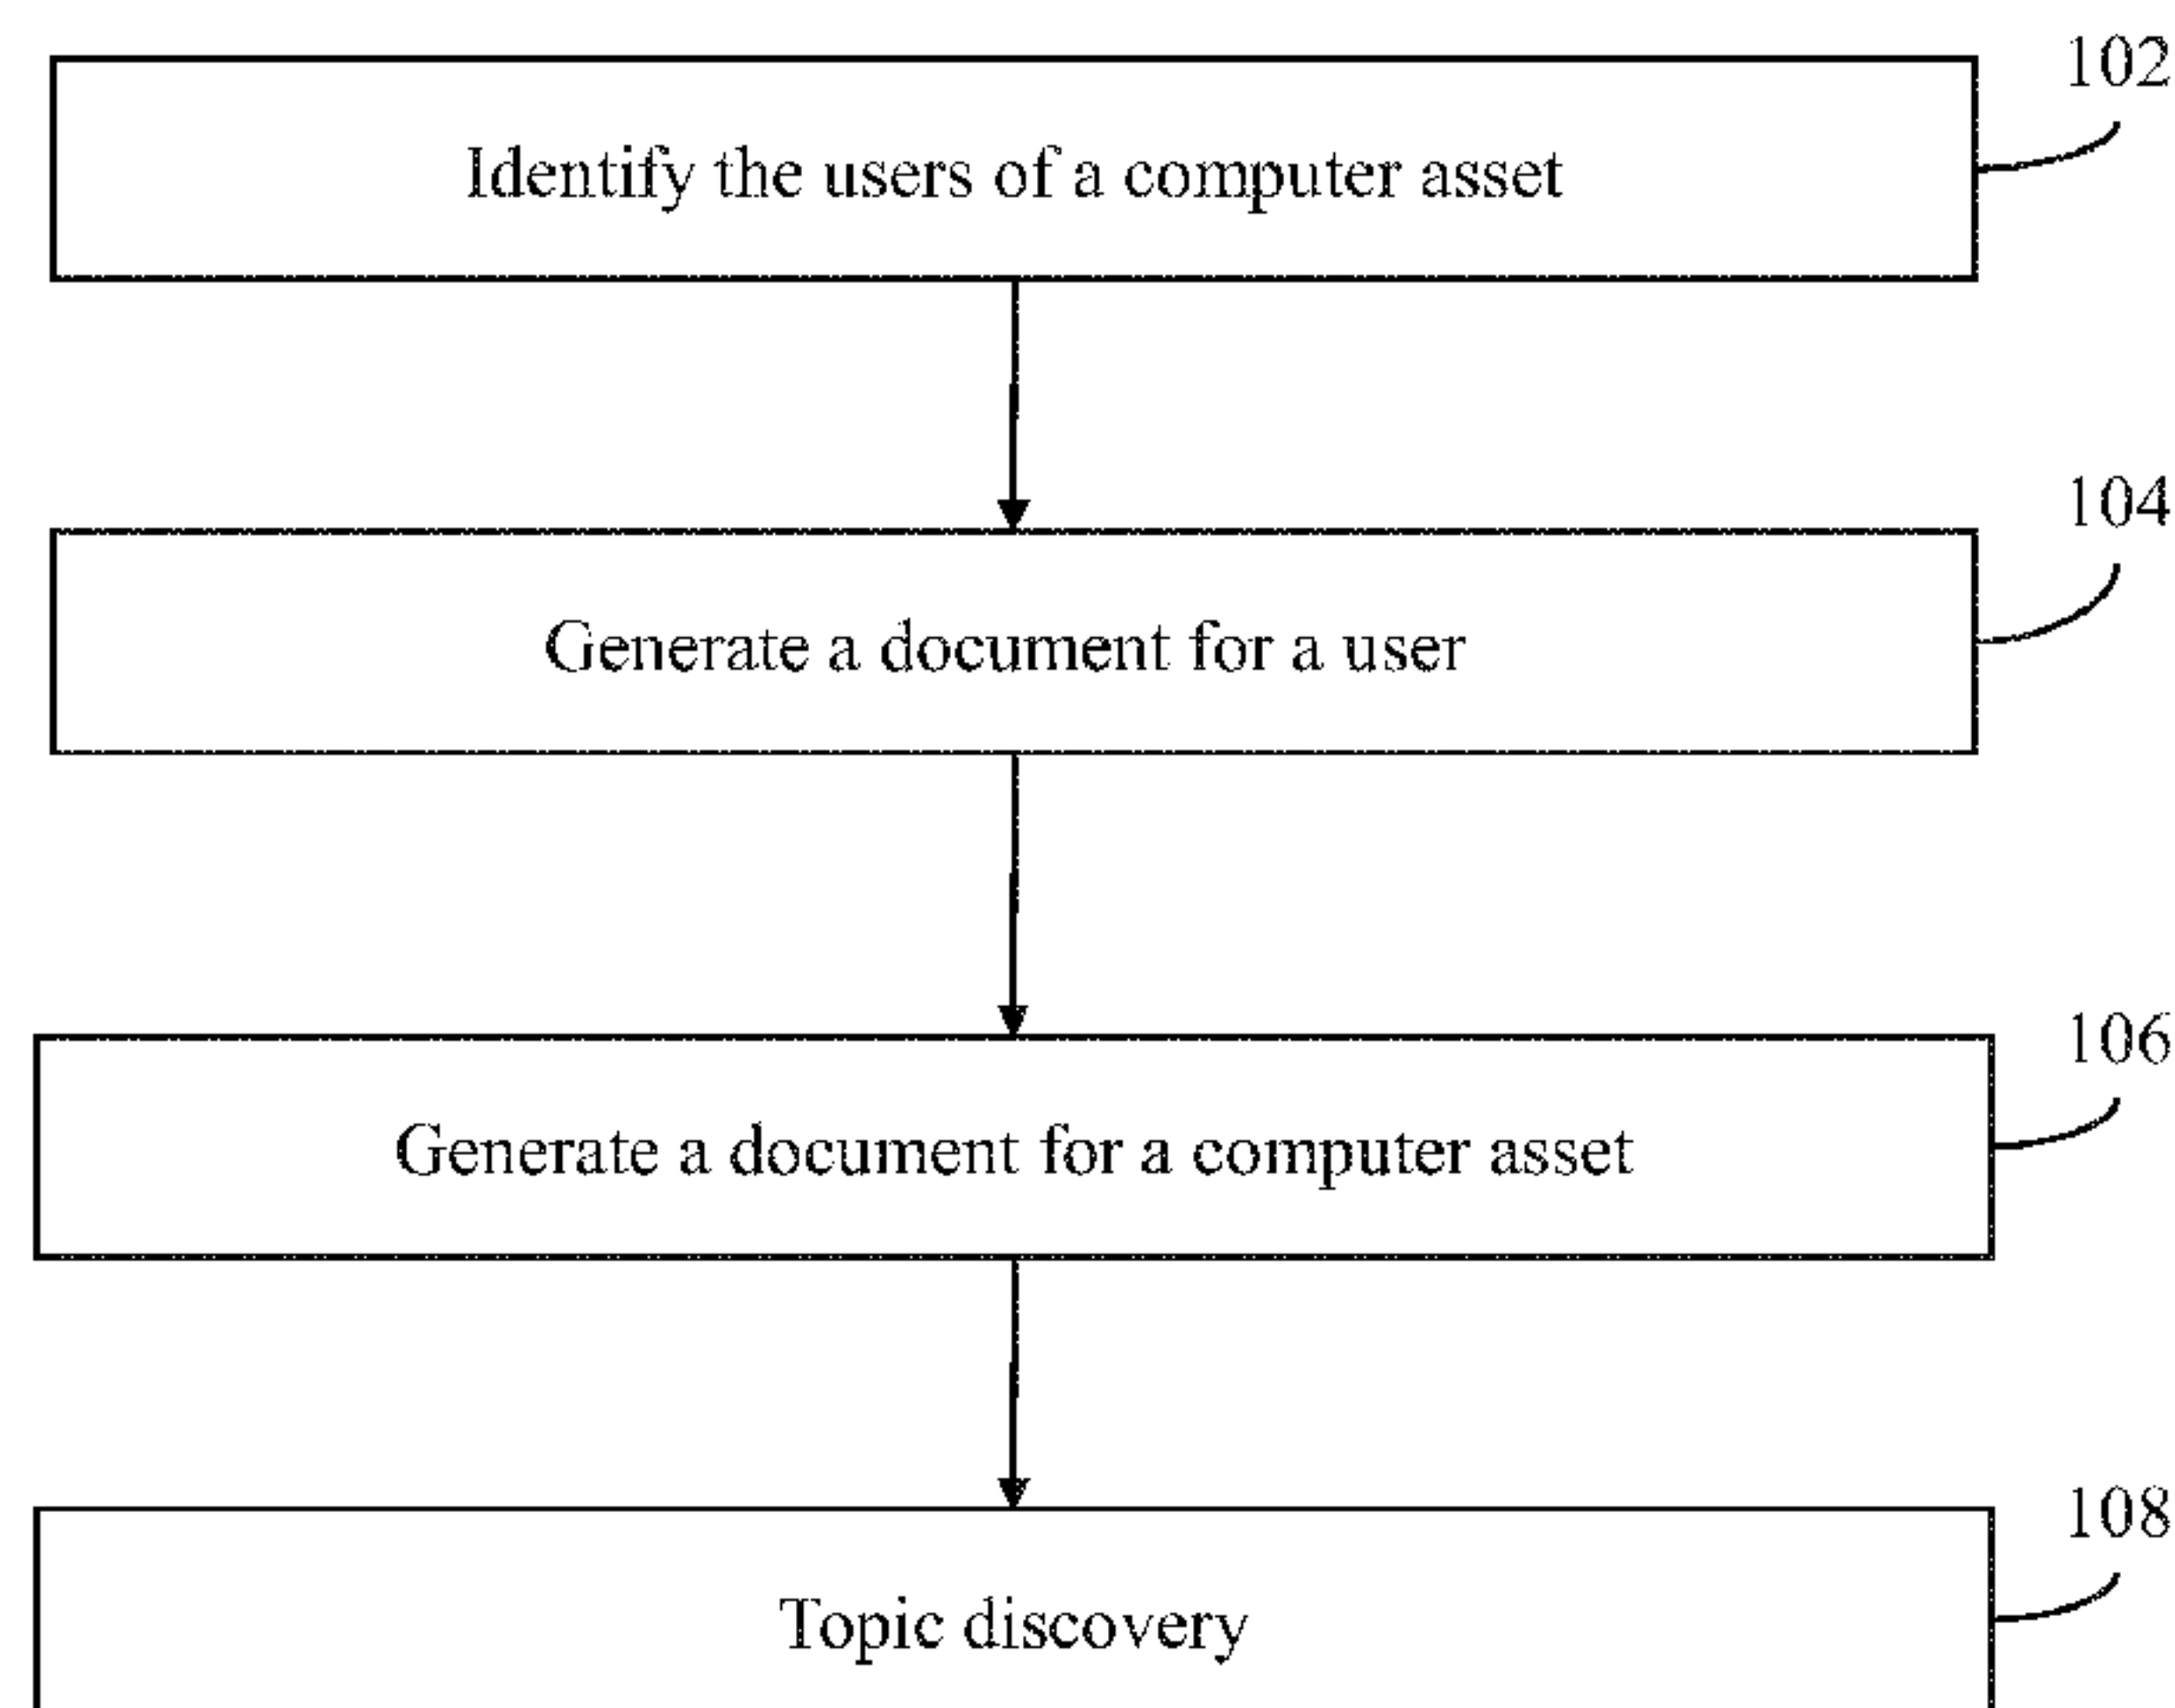 102
Identify the users of a computer asset
104
Generate a document for a user
106
Generate a document for a computer asset
108
Topic discovery